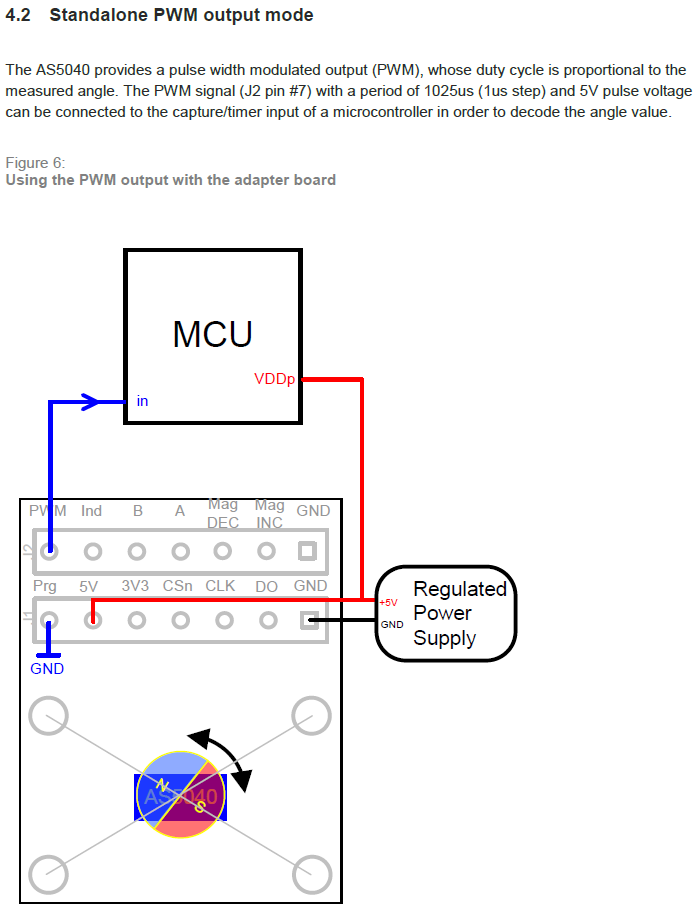 4.2 Standalone PWM output mode
The AS5040 provides a pulse width modulated output (PWM), whose duty cycle is proportional to the
measured angle. The PWM signal (J2 pin #7) with a period of 1025us (1us step) and 5V pulse voltage
can be connected to the capture/timer input of a microcontroller in order to decode the angle value.
Figure 6:
Using the PWM output with the adapter board
MCU
VDDp
in
PWM Ind B A Mag DEC Mag INC GND
J2
Prg 5V 3V3 CSn CLK DO GND
J1
+5V
GND
Regulated
Power
Supply
GND
N
AS5040
S